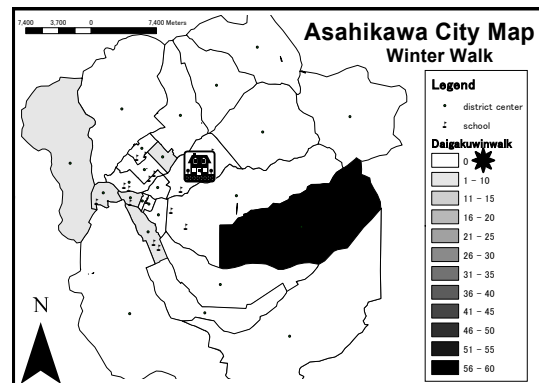 7,400 3,700 0 7,400 Meters
Asahikawa City Map
Winter Walk
Legend
district center
school
Daigakuwinwalk
0
1 - 10
11 - 15
16 - 20
21 - 25
26 - 30
31 - 35
36 - 40
41 - 45
46 - 50
51 - 55
56 - 60
N